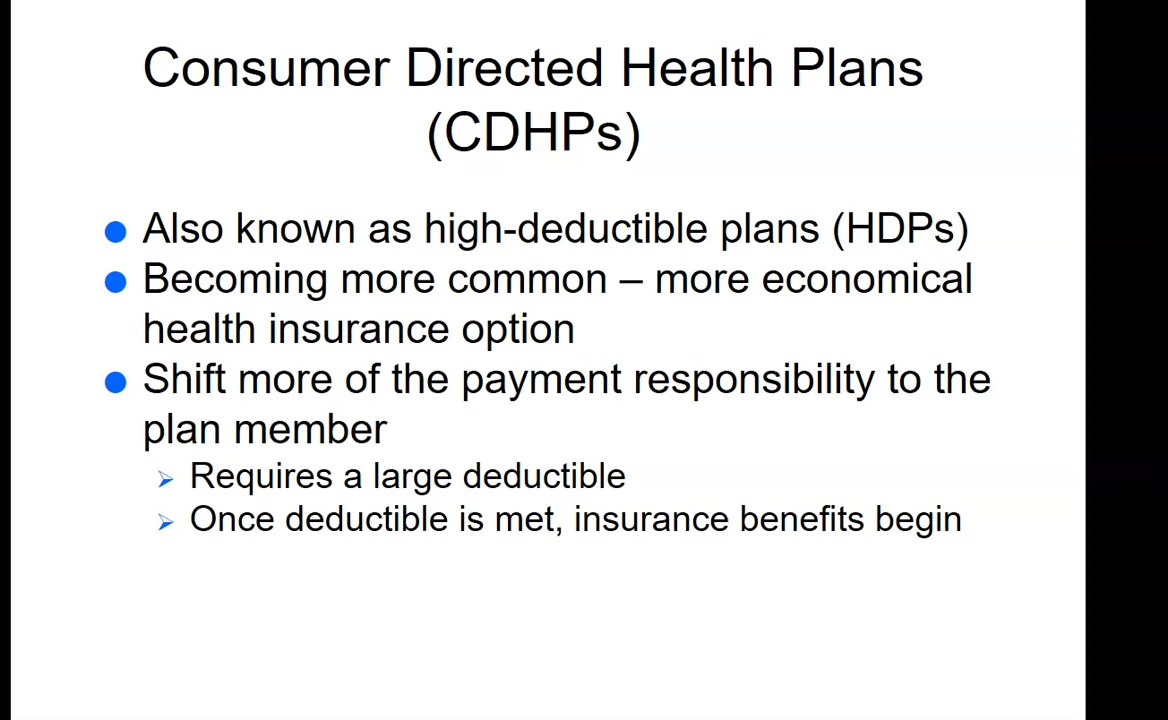 Consumer Directed Health Plans
(CDHPs)
Also known as high-deductible plans (HDPs)
Becoming more common – more economical
health insurance option
Shift more of the payment responsibility to the
plan member
Requires a large deductible
Once deductible is met, insurance benefits begin